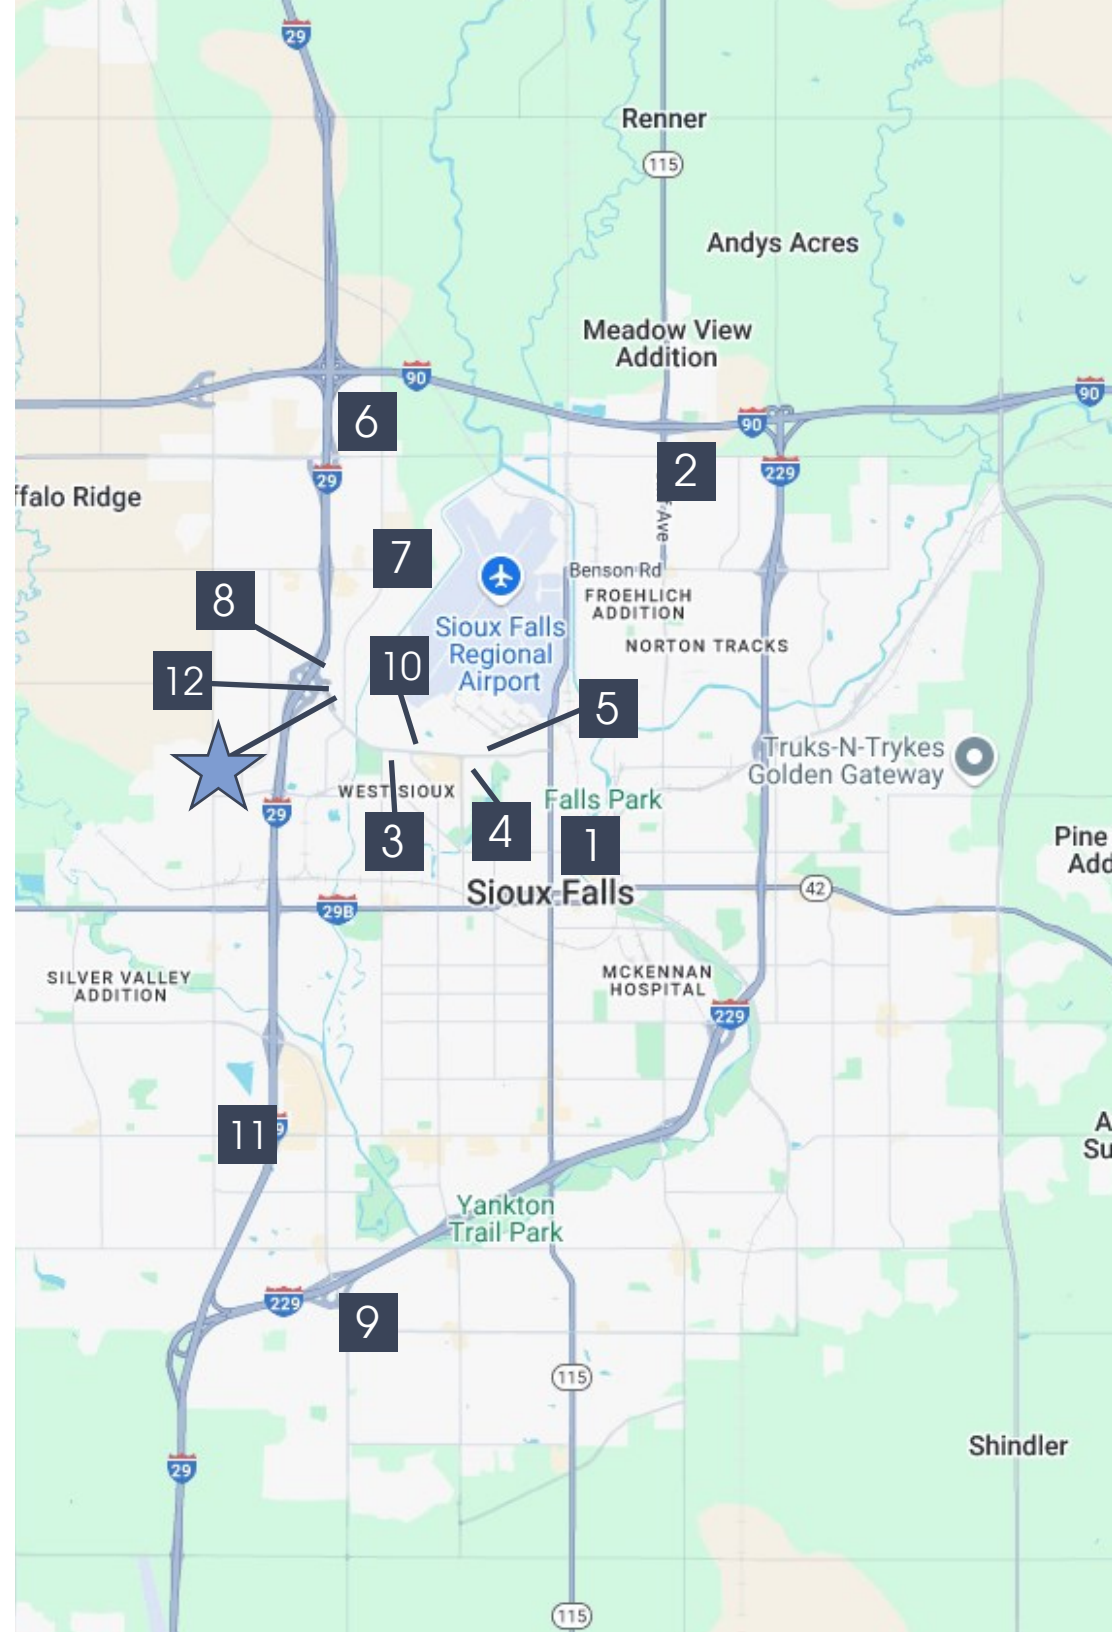 29
Renner
115
Andys Acres
Meadow View
Addition
90
90
90
6
2
29
229
ffalo Ridge
Ave
7
Benson Rd
FROEHLICH
ADDITION
8
Sioux Falls
Regional
Airport
NORTON TRACKS
10
12
5
Truks-N-Trykes
Golden Gateway
WEST SIOUX
Falls Park
29
3
4
1
Pine
Add
Sioux Falls
42
29B
SILVER VALLEY
ADDITION
MCKENNAN
HOSPITAL
229
11
9
A
Su
Yankton
Trail Park
229
9
115
Shindler
29
115